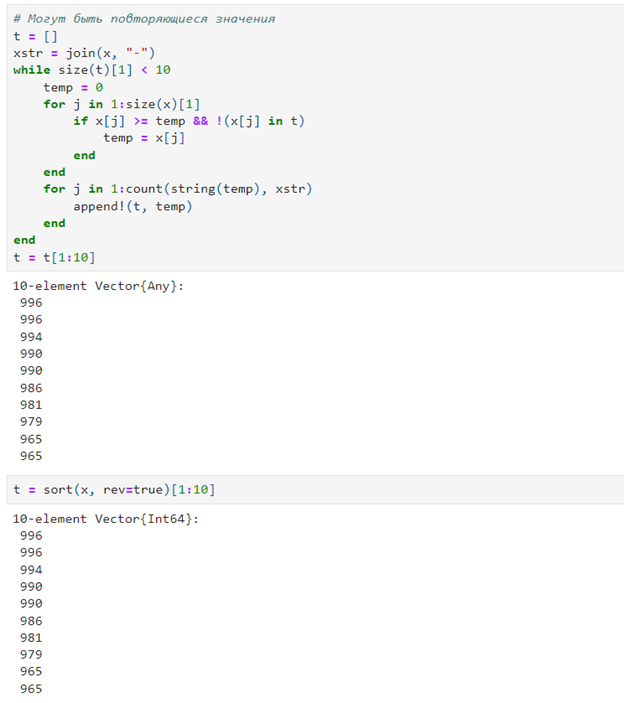 # Могут быть повторяющиеся значения
t = []
xstr = join(x, "-")
while size(t)[1] < 10
    temp = 0
    for j in 1:size(x)[1]
        if x[j] >= temp && !(x[j] in t)
            temp = x[j]
        end
    end
    for j in 1:count(string(temp), xstr)
        append!(t, temp)
    end
end
t = t[1:10]
10-element Vector{Any}:
 996
 996
 994
 990
 990
 986
 981
 979
 965
 965
t = sort(x, rev=true)[1:10]
10-element Vector{Int64}:
 996
 996
 994
 990
 990
 986
 981
 979
 965
 965